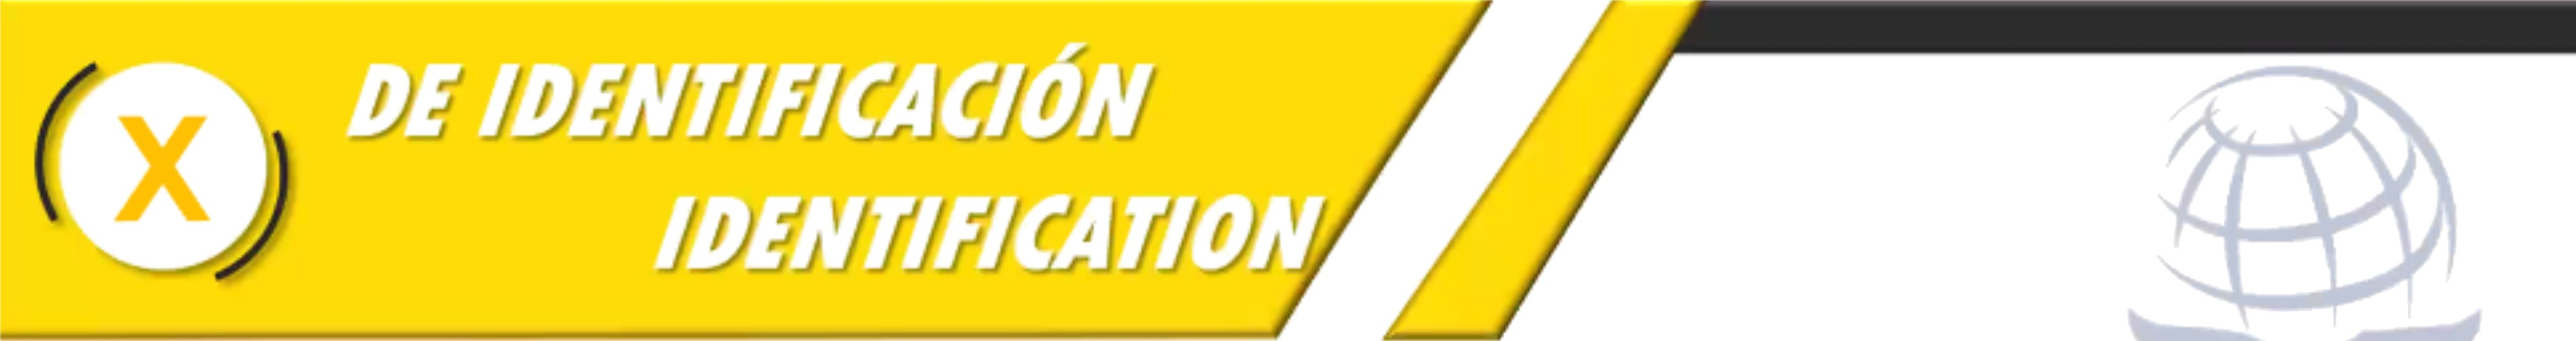 X
DE IDENTIFICACIÓN
IDENTIFICATION